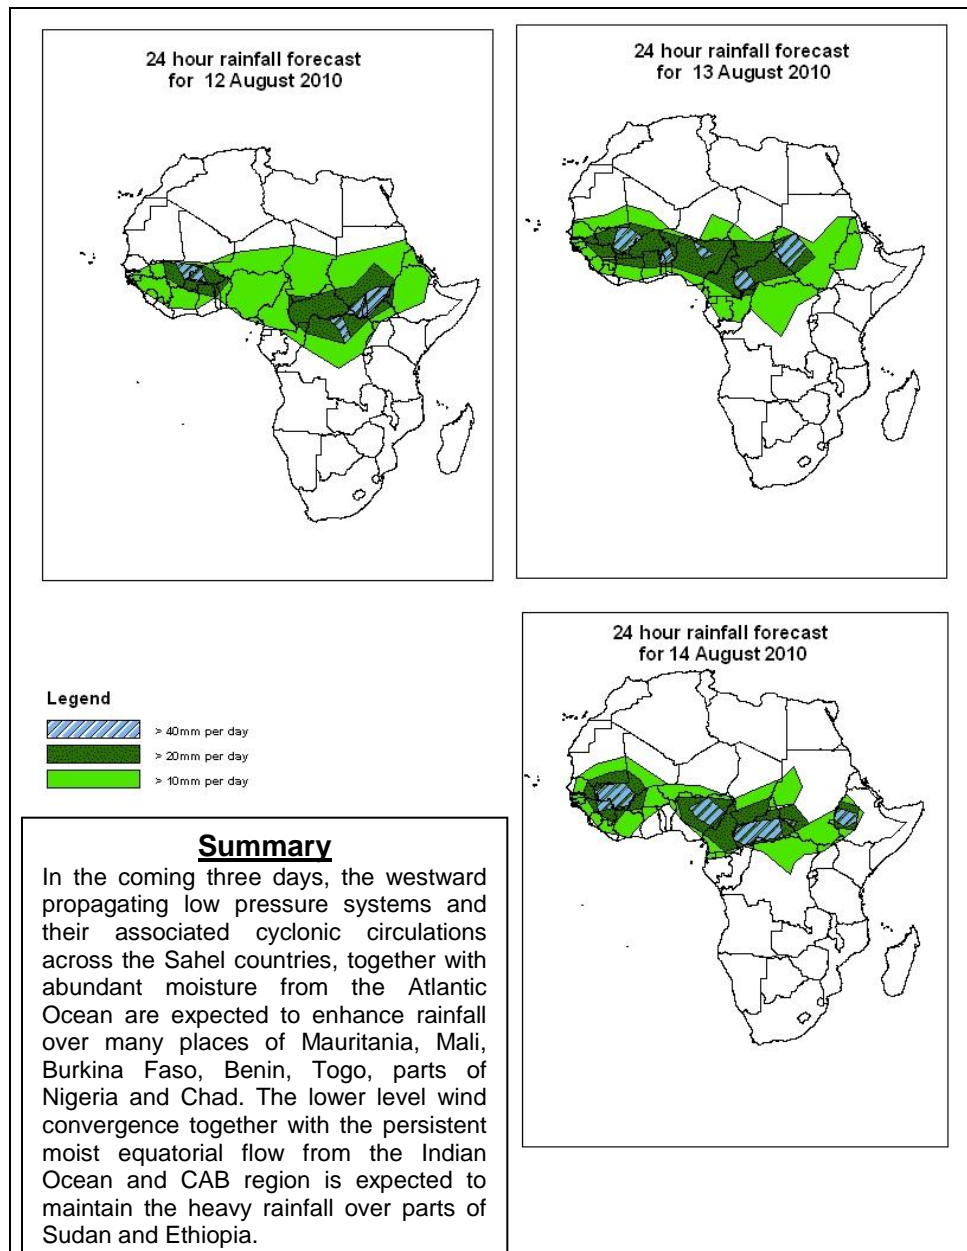 24 hour rainfall forecast
for 12 August 2010
24 hour rainfall forecast
for 13 August 2010
24 hour rainfall forecast
for 14 August 2010
Legend
> 40mm per day
> 20mm per day
> 10mm per day
Summary
In the coming three days, the westward
propagating low pressure systems and
their associated cyclonic circulations
across the Sahel countries, together with
abundant moisture from the Atlantic
Ocean are expected to enhance rainfall
over many places of Mauritania, Mali,
Burkina Faso, Benin, Togo, parts of
Nigeria and Chad. The lower level wind
convergence together with the persistent
moist equatorial flow from the Indian
Ocean and CAB region is expected to
maintain the heavy rainfall over parts of
Sudan and Ethiopia.